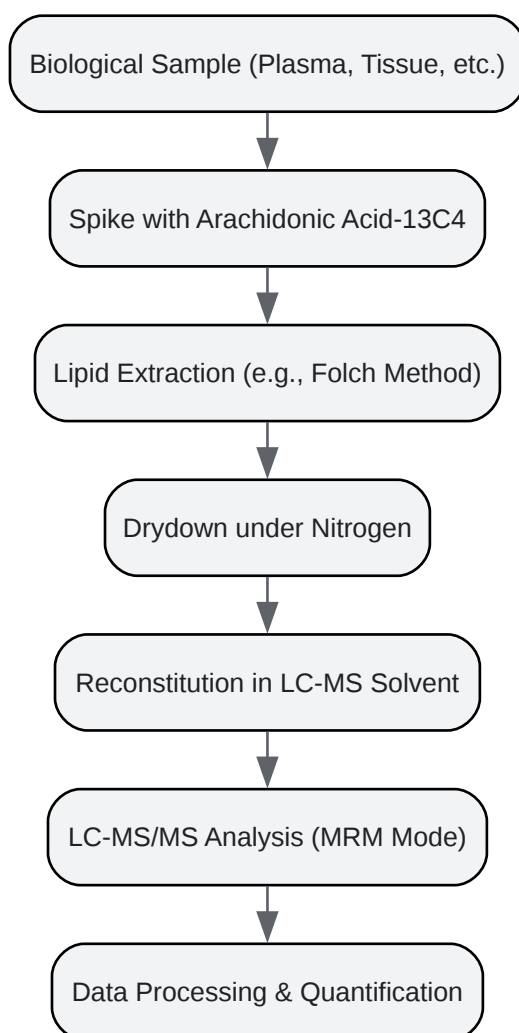 Biological Sample (Plasma, Tissue, etc.)
Spike with Arachidonic Acid-13C4
Lipid Extraction (e.g., Folch Method)
Drydown under Nitrogen
Reconstitution in LC-MS Solvent
LC-MS/MS Analysis (MRM Mode)
Data Processing & Quantification